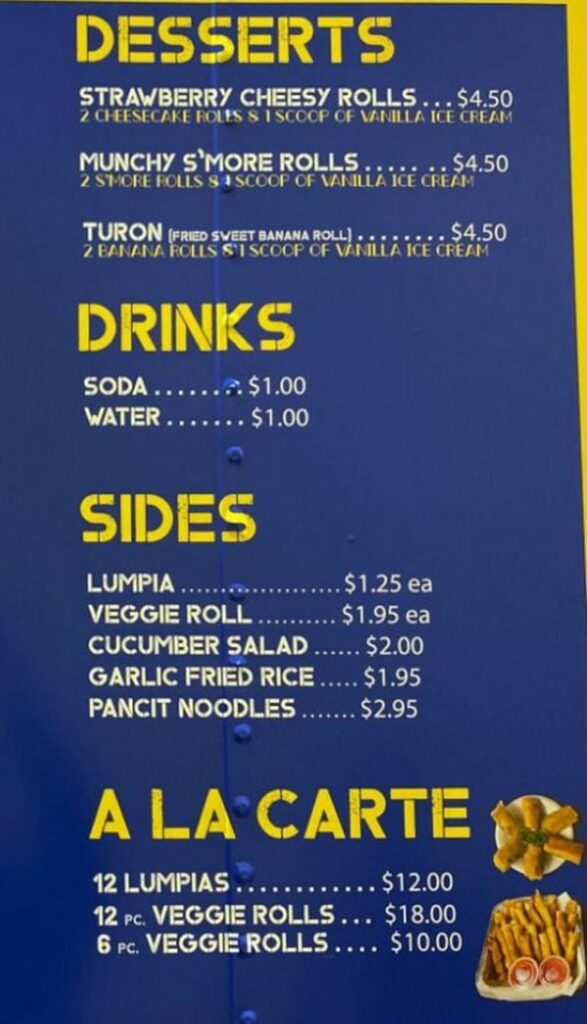 DESSERTS
STRAWBERRY CHEESY ROLLS ... $4.50
2 CHEESECAKE ROLLS & 1 SCOOP OF VANILLA ICE CREAM
MUNCHY S'MORE ROLLS ....... $4.50
2 S'MORE ROLLS & 1 SCOOP OF VANILLA ICE CREAM
TURON (FRIED SWEET BANANA ROLL) ........ $4.50
2 BANANA ROLLS & 1 SCOOP OF VANILLA ICE CREAM
DRINKS
SODA ........ $1.00
WATER ....... $1.00
SIDES
LUMPIA .................... $1.25 ea
VEGGIE ROLL .......... $1.95 ea
CUCUMBER SALAD ...... $2.00
GARLIC FRIED RICE ..... $1.95
PANCIT NOODLES ....... $2.95
A LA CARTE
12 LUMPIAS ............ $12.00
12 PC. VEGGIE ROLLS ... $18.00
6 PC. VEGGIE ROLLS .... $10.00